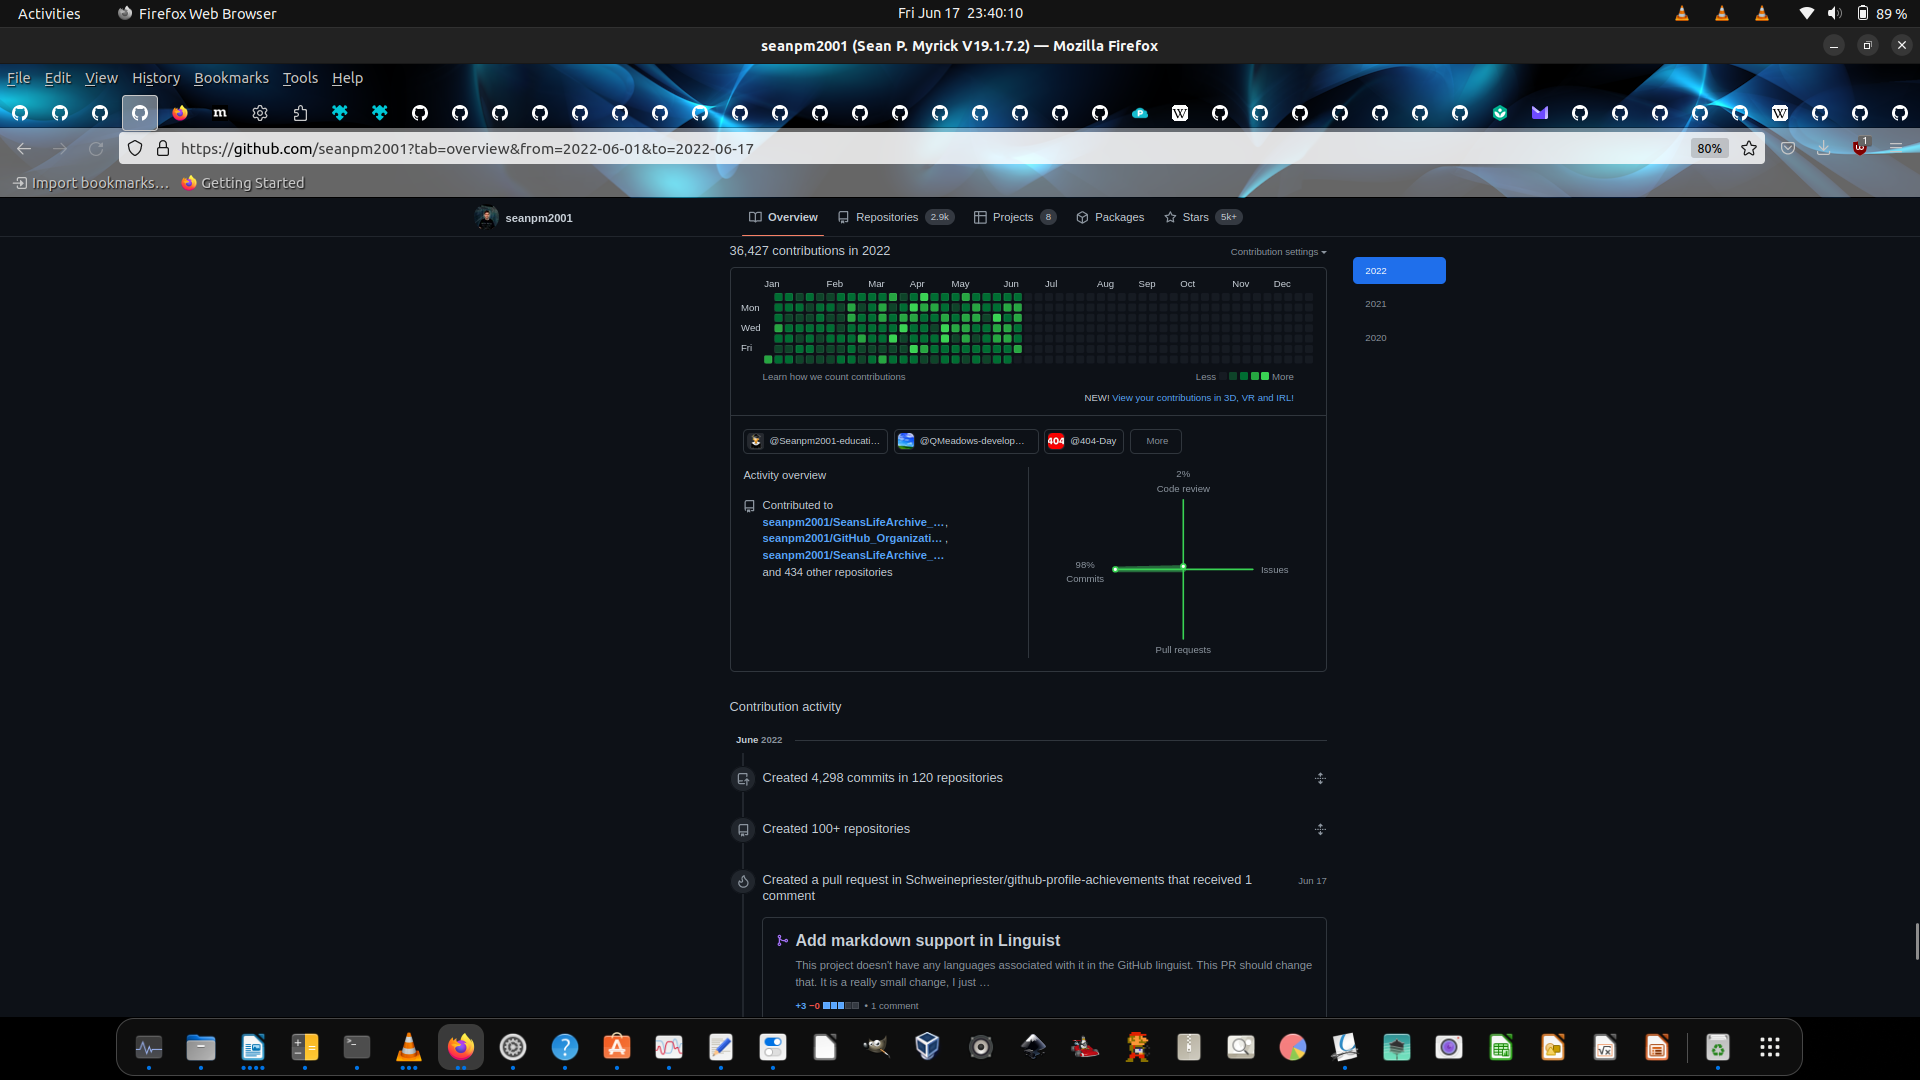 Activities Firefox Web Browser Fri Jun 17 23:40:10 89 %
seanpm2001 (Sean P. Myrick V19.1.7.2) — Mozilla Firefox
File Edit View History Bookmarks Tools Help
https://github.com/seanpm2001?tab=overview&from=2022-06-01&to=2022-06-17 80% 1
Import bookmarks… Getting Started
seanpm2001 Overview Repositories 2.9k Projects 8 Packages Stars 5k+
36,427 contributions in 2022 Contribution settings
2022
2021
2020
Jan Feb Mar Apr May Jun Jul Aug Sep Oct Nov Dec
Mon
Wed
Fri
Learn how we count contributions Less More
NEW! View your contributions in 3D, VR and IRL!
@Seanpm2001-educati… @QMeadows-develop… 404 @404-Day More
Activity overview
Contributed to
seanpm2001/SeansLifeArchive_…,
seanpm2001/GitHub_Organizati… ,
seanpm2001/SeansLifeArchive_…
and 434 other repositories
2%
Code review
98%
Commits
Issues
Pull requests
Contribution activity
June 2022
Created 4,298 commits in 120 repositories
Created 100+ repositories
Created a pull request in Schweinepriester/github-profile-achievements that received 1 Jun 17
comment
Add markdown support in Linguist
This project doesn't have any languages associated with it in the GitHub linguist. This PR should change
that. It is a really small change, I just …
+3 −0 • 1 comment